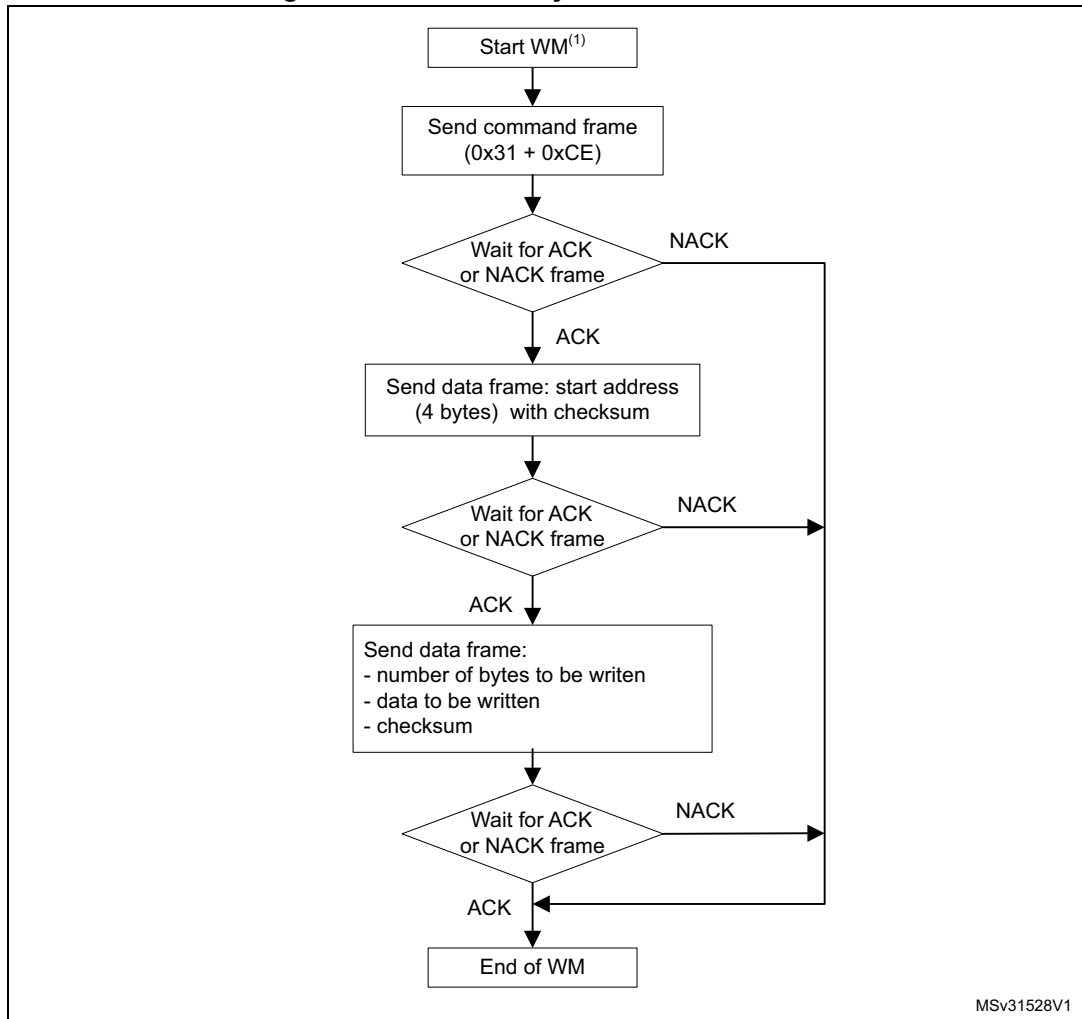 Start WM(1)
Send command frame
(0x31 + 0xCE)
Wait for ACK
or NACK frame
NACK
ACK
Send data frame: start address
(4 bytes) with checksum
Wait for ACK
or NACK frame
NACK
ACK
Send data frame:
- number of bytes to be writen
- data to be written
- checksum
Wait for ACK
or NACK frame
NACK
ACK
End of WM
MSv31528V1